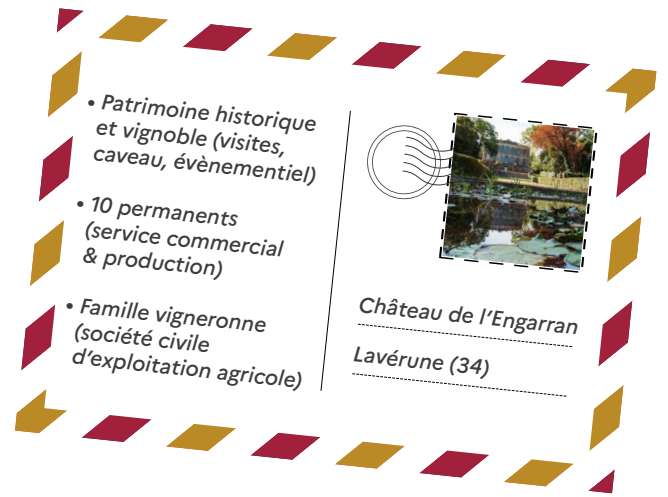 • Patrimoine historique
et vignoble (visites,
caveau, évènementiel)
• 10 permanents
(service commercial
& production)
• Famille vigneronne
(société civile
d'exploitation agricole)
Château de l'Engarran
Lavérune (34)